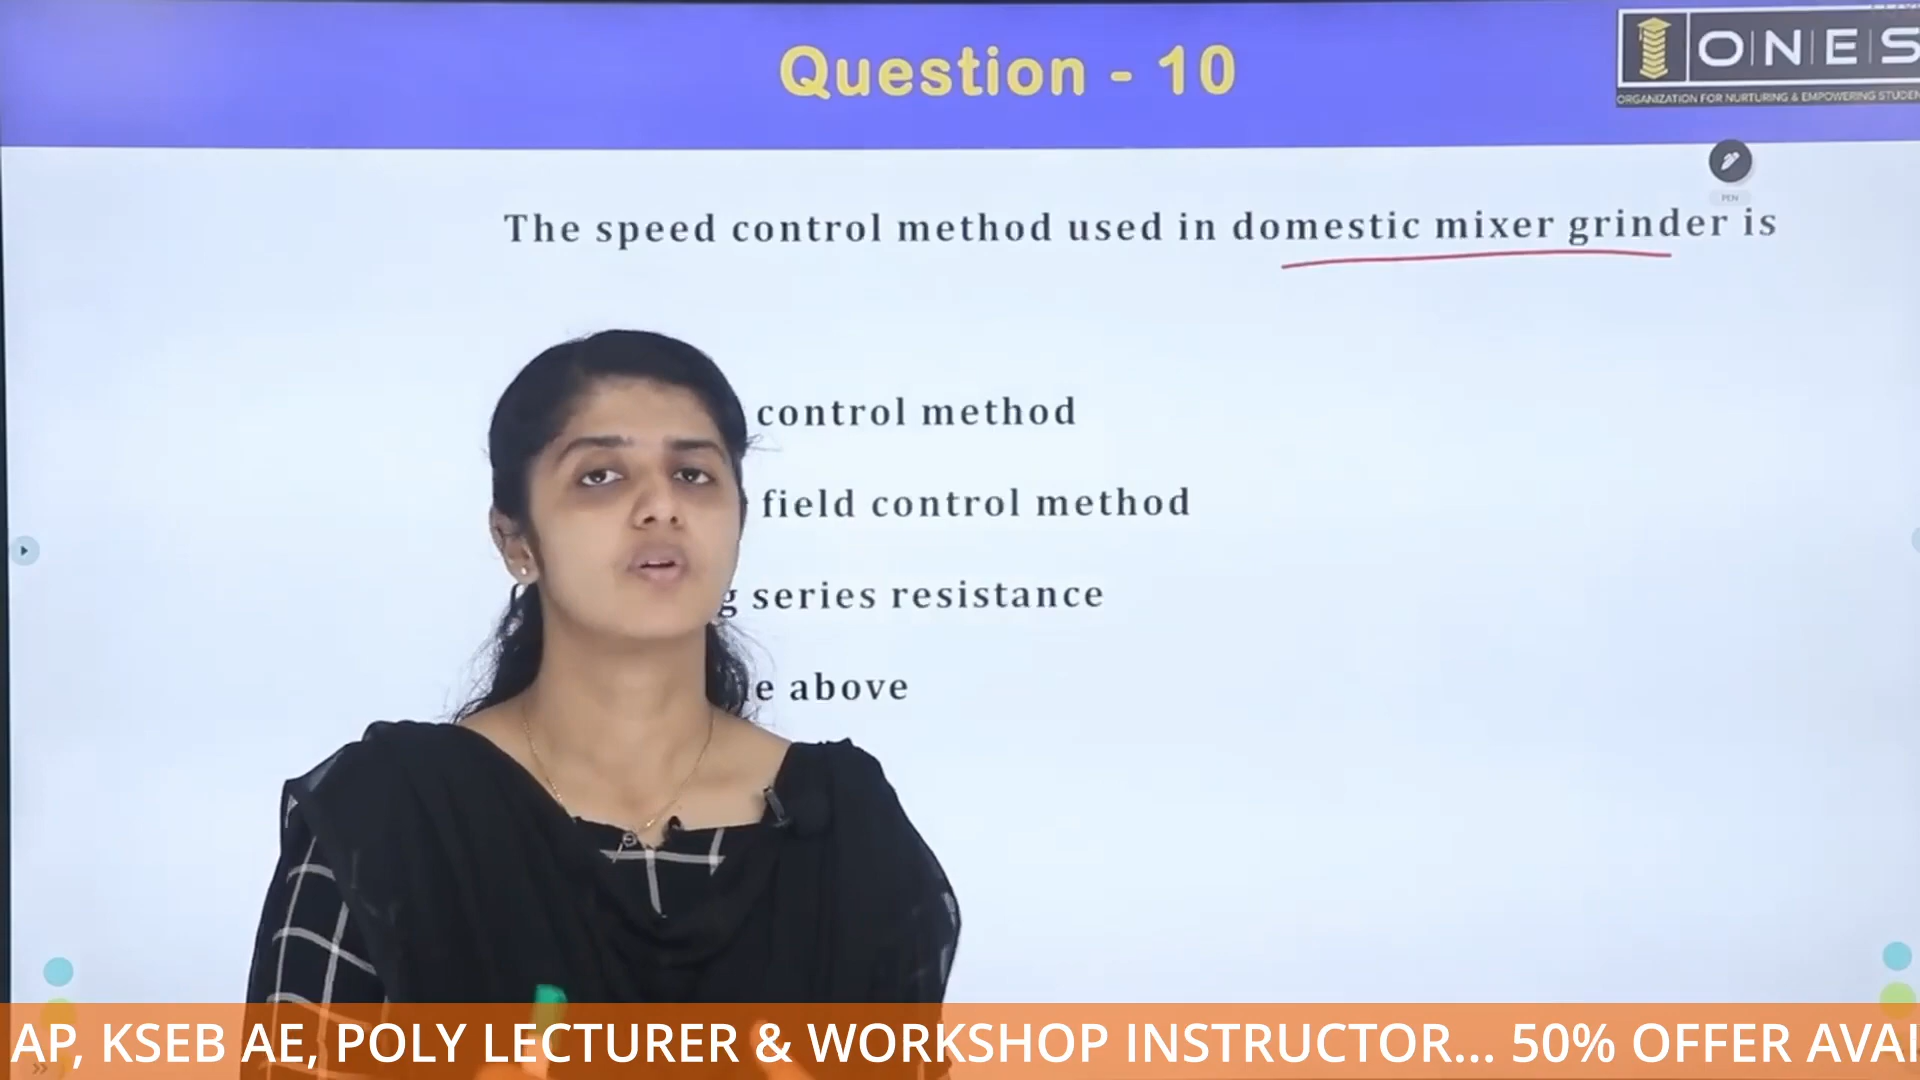 Question - 10
ONES
ORGANIZATION FOR NURTURING & EMPOWERING STUDEN
PEN
The speed control method used in domestic mixer grinder is
control method
field control method
series resistance
above
AP, KSEB AE, POLY LECTURER & WORKSHOP INSTRUCTOR... 50% OFFER AVAI